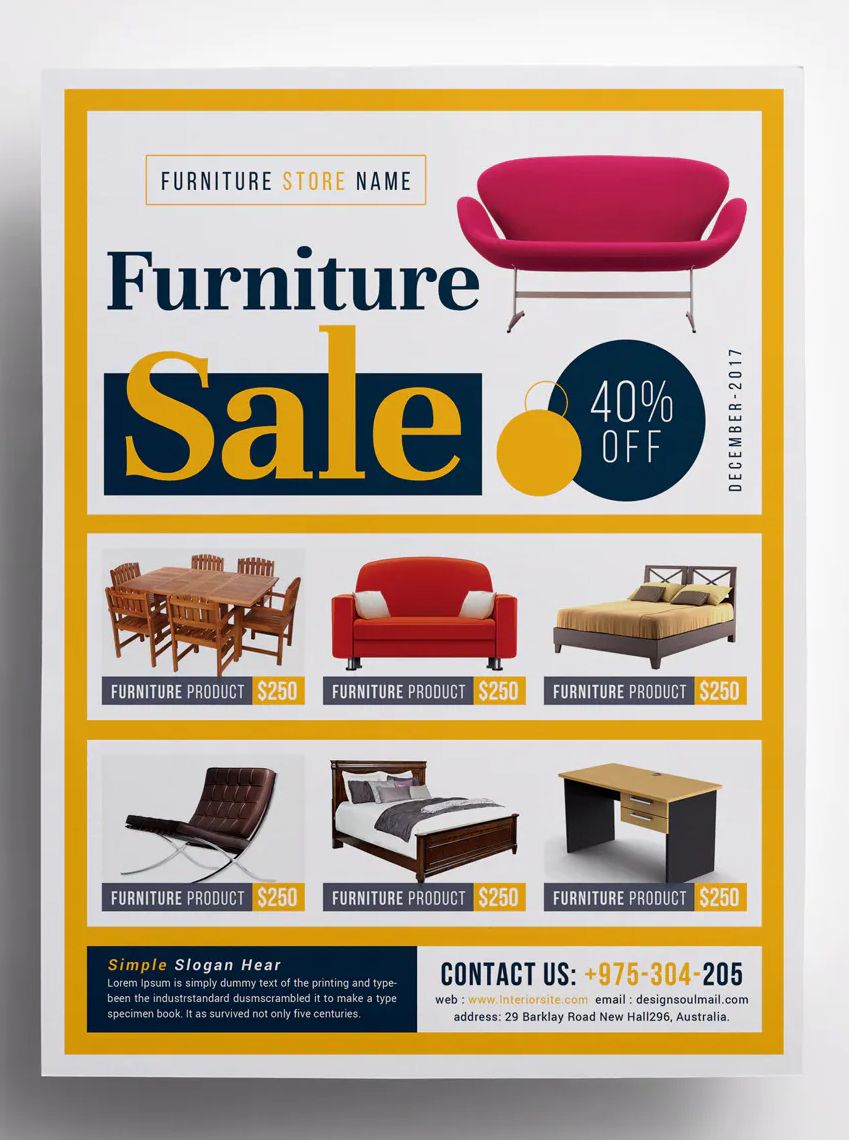 FURNITURE STORE NAME
Furniture
Sale
40%
OFF
DECEMBER-2017
FURNITURE PRODUCT $250
FURNITURE PRODUCT $250
FURNITURE PRODUCT $250
FURNITURE PRODUCT $250
FURNITURE PRODUCT $250
FURNITURE PRODUCT $250
Simple Slogan Hear
Lorem Ipsum is simply dummy text of the printing and type-
been the industrstandard dusmscrambled it to make a type
specimen book. It as survived not only five centuries.
CONTACT US: +975-304-205
web : www.Interiorsite.com email : designsoulmail.com
address: 29 Barklay Road New Hall296, Australia.